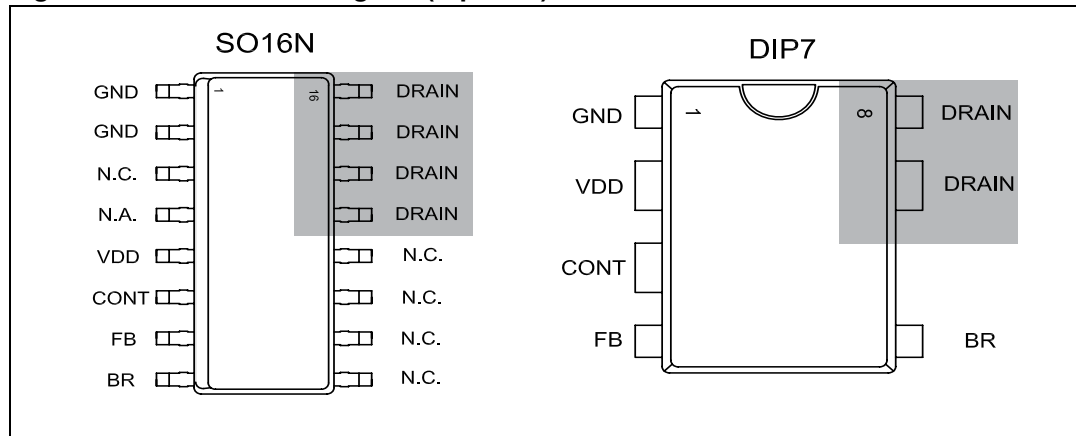 SO16N
GND 1 16 DRAIN
GND DRAIN
N.C. DRAIN
N.A. DRAIN
VDD N.C.
CONT N.C.
FB N.C.
BR N.C.
DIP7
GND 1 8 DRAIN
VDD DRAIN
CONT
FB BR